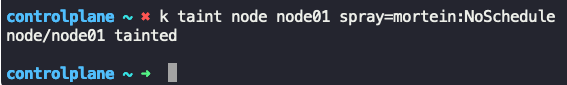 controlplane ~ ✖ k taint node node01 spray=mortein:NoSchedule
node/node01 tainted
controlplane ~ ➜